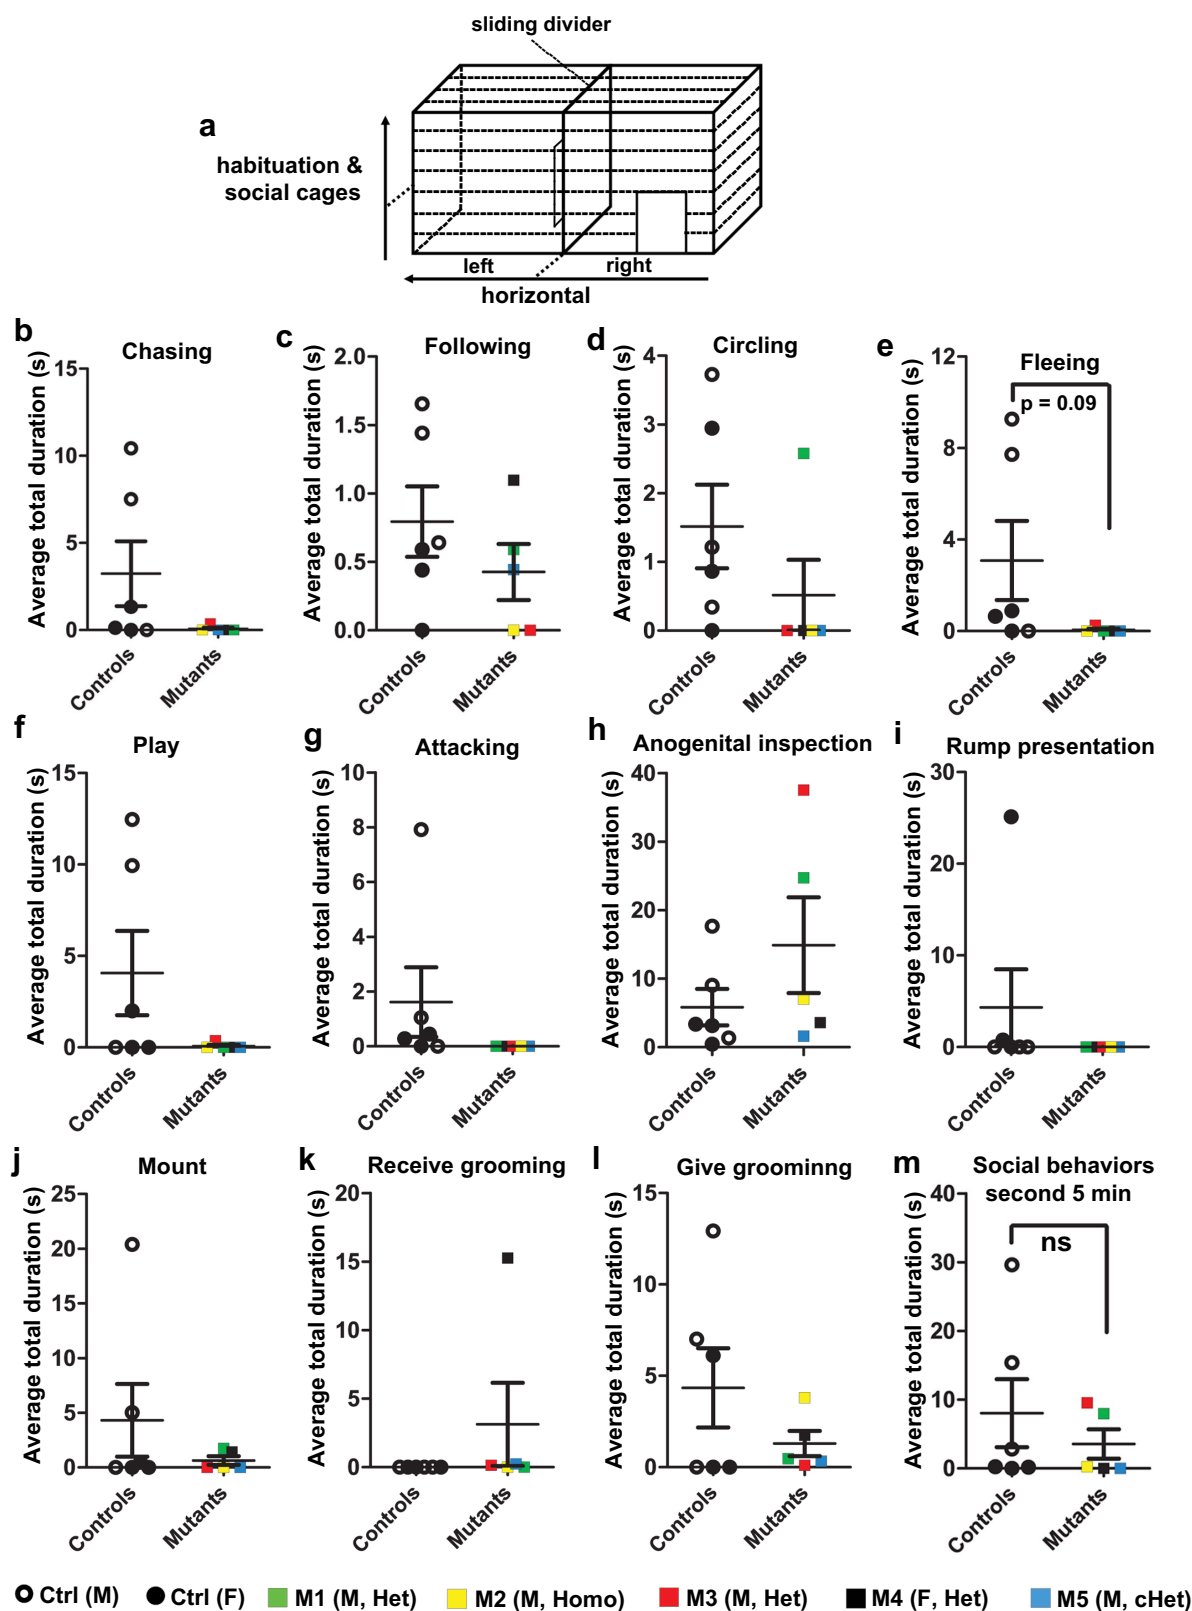 sliding divider
a
habituation &
social cages
left
right
horizontal
b
Chasing
Average total duration (s)
15
10
5
0
Controls
Mutants
c
Following
Average total duration (s)
2.0
1.5
1.0
0.5
0.0
Controls
Mutants
d
Circling
Average total duration (s)
4
3
2
1
0
Controls
Mutants
e
Fleeing
p = 0.09
Average total duration (s)
12
8
4
0
Controls
Mutants
f
Play
Average total duration (s)
15
10
5
0
Controls
Mutants
g
Attacking
Average total duration (s)
10
8
6
4
2
0
Controls
Mutants
h
Anogenital inspection
Average total duration (s)
40
30
20
10
0
Controls
Mutants
i
Rump presentation
Average total duration (s)
30
20
10
0
Controls
Mutants
j
Mount
Average total duration (s)
25
20
15
10
5
0
Controls
Mutants
k
Receive grooming
Average total duration (s)
20
15
10
5
0
Controls
Mutants
l
Give groominng
Average total duration (s)
15
10
5
0
Controls
Mutants
m
Social behaviors
second 5 min
ns
Average total duration (s)
40
30
20
10
0
Controls
Mutants
Ctrl (M) Ctrl (F) M1 (M, Het) M2 (M, Homo) M3 (M, Het) M4 (F, Het) M5 (M, cHet)